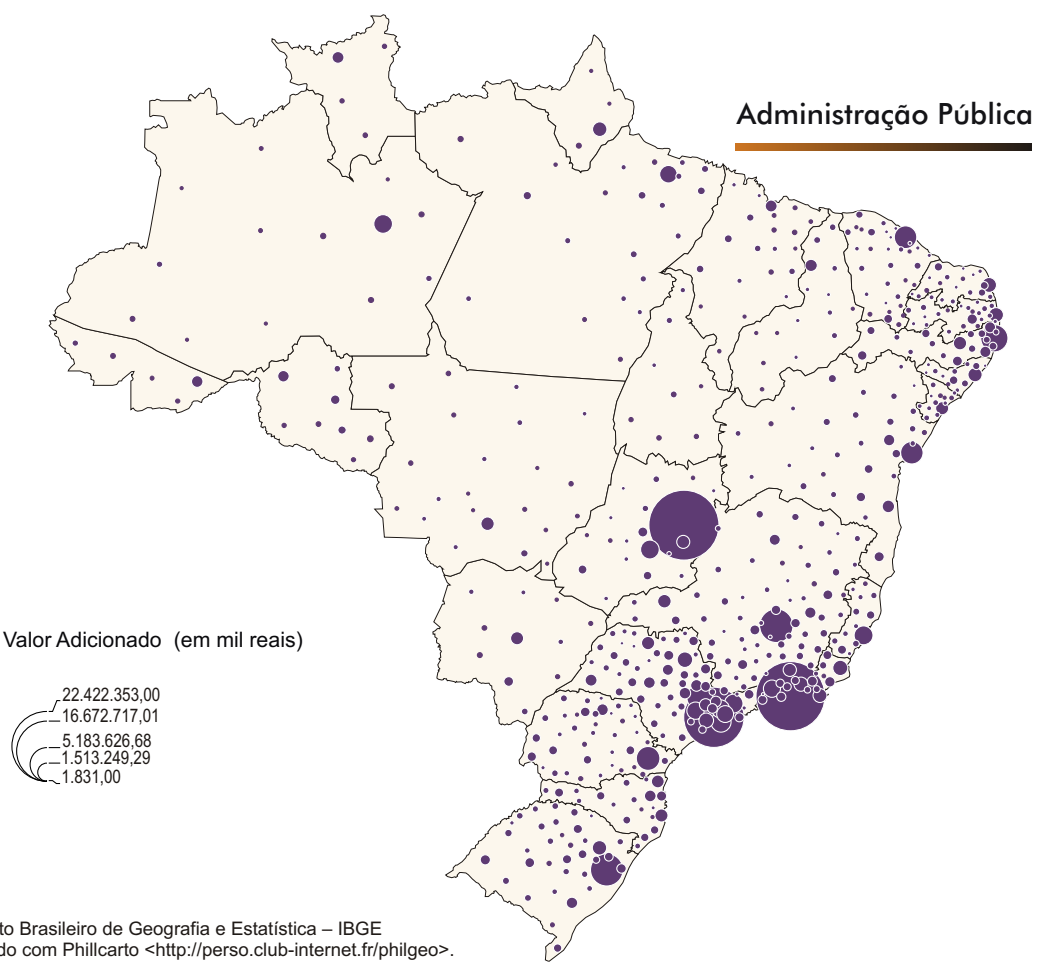 Administração Pública
Valor Adicionado (em mil reais)
22.422.353,00
16.672.717,01
5.183.626,68
1.513.249,29
1.831,00
to Brasileiro de Geografia e Estatística – IBGE
do com Phillcarto <http://perso.club-internet.fr/philgeo>.